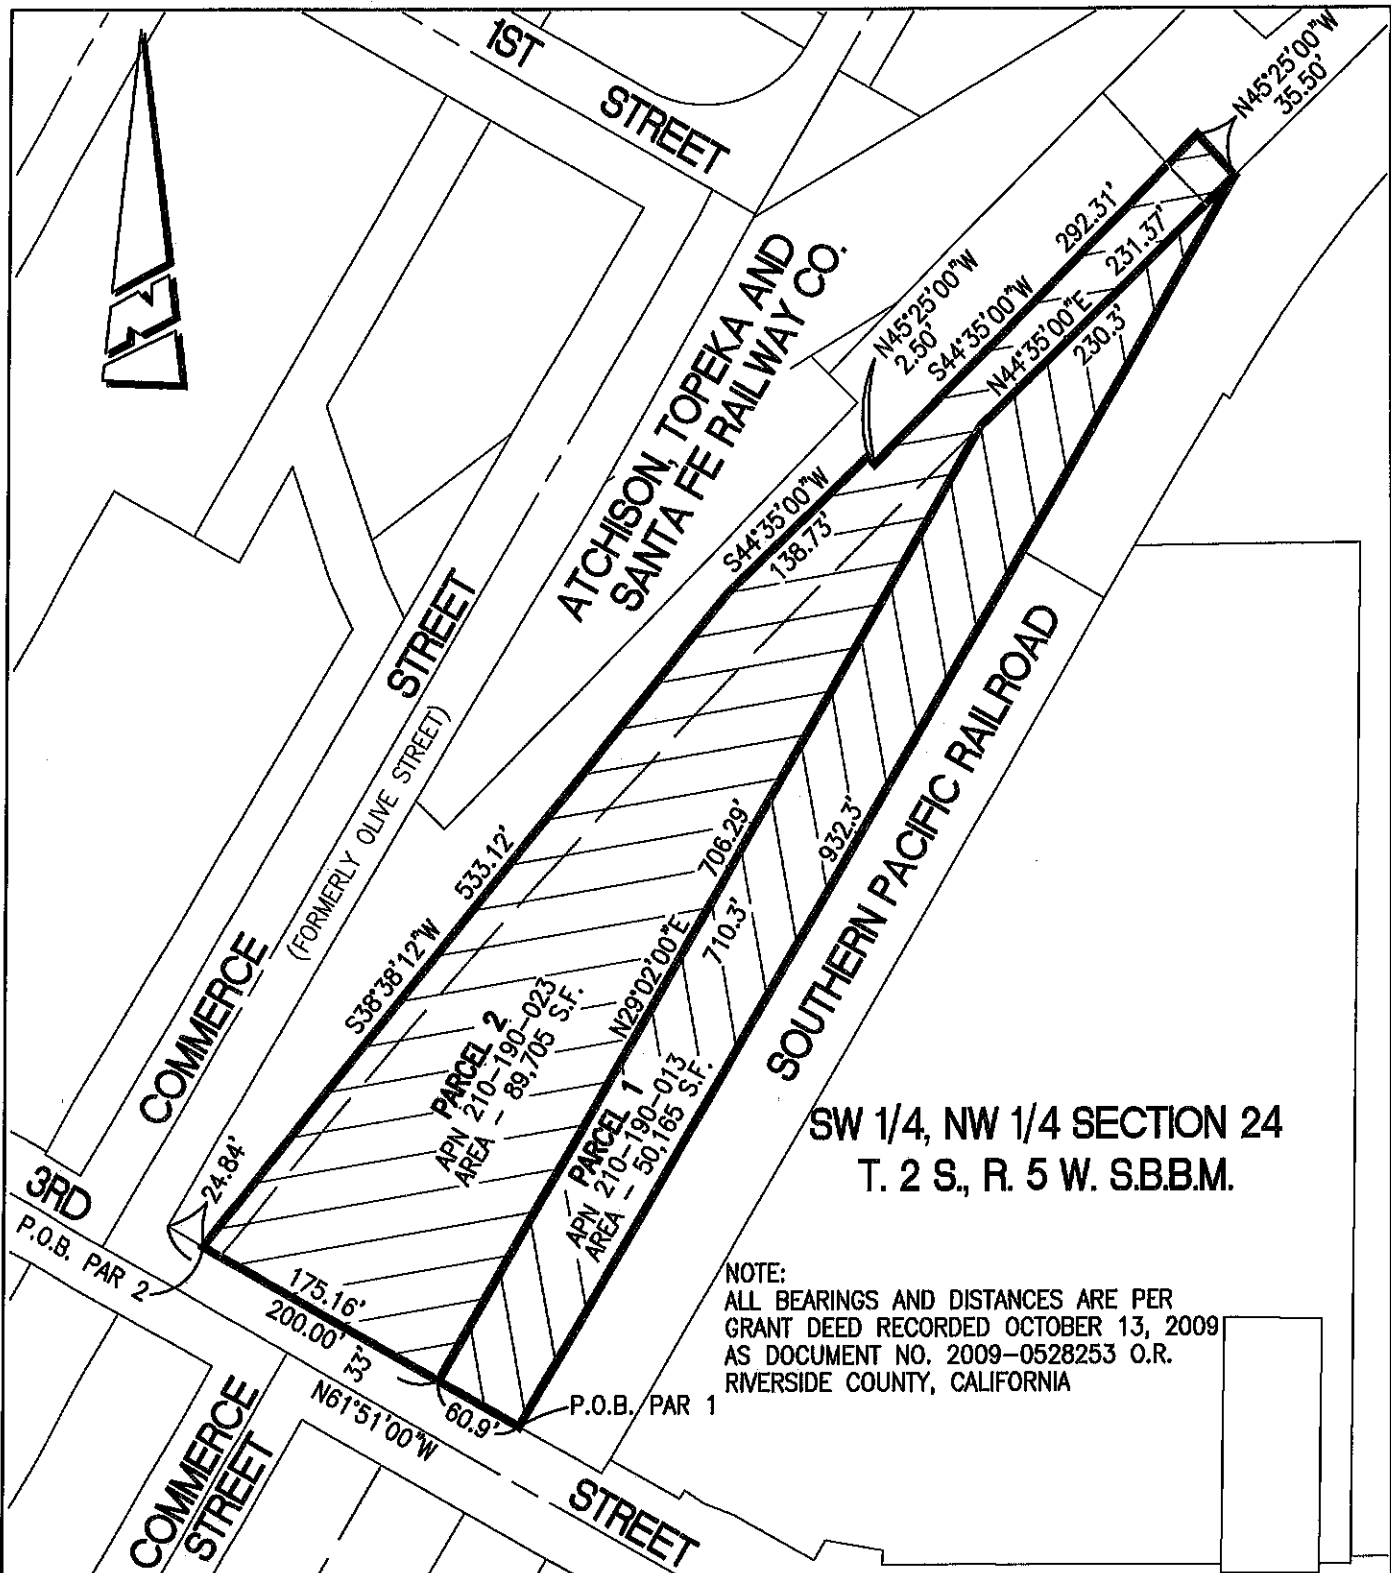 1ST STREET
N45°25'00"W
35.50'
292.31'
231.37'
N45°25'00"W
2.50'
S44°35'00"W
N44°35'00"E
230.3'
ATCHISON, TOPEKA AND
SANTA FE RAILWAY CO.
S44°35'00"W
138.73'
COMMERCE STREET
(FORMERLY OLIVE STREET)
533.12'
S38°38'12"W
706.29'
N29°02'00"E
710.3'
932.3'
SOUTHERN PACIFIC RAILROAD
PARCEL 2
APN 210-190-023
AREA - 89,705 S.F.
PARCEL 1
APN 210-190-013
AREA - 50,165 S.F.
SW 1/4, NW 1/4 SECTION 24
T. 2 S., R. 5 W. S.B.B.M.
24.84'
3RD STREET
P.O.B. PAR 2
175.16'
200.00'
33'
N61°51'00"W
60.9'
P.O.B. PAR 1
NOTE:
ALL BEARINGS AND DISTANCES ARE PER
GRANT DEED RECORDED OCTOBER 13, 2009
AS DOCUMENT NO. 2009-0528253 O.R.
RIVERSIDE COUNTY, CALIFORNIA
COMMERCE
STREET